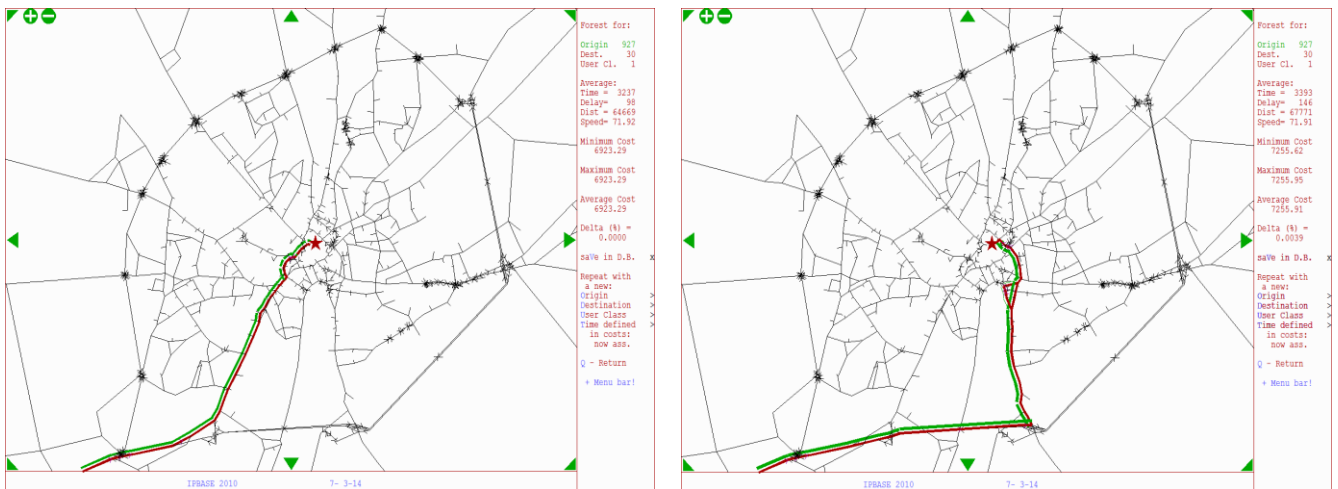 Forest for:
Origin 927
Dest. 30
User Cl. 1
Average:
Time = 3237
Delay= 98
Dist = 64669
Speed= 71.92
Minimum Cost
6923.29
Maximum Cost
6923.29
Average Cost
6923.29
Delta (%) =
0.0000
saVe in D.B. x
Repeat with
a new:
Origin >
Destination >
User Class >
Time defined >
in costs:
now ass.
Q - Return
+ Menu bar!
IPBASE 2010 7- 3-14
Forest for:
Origin 927
Dest. 30
User Cl. 1
Average:
Time = 3393
Delay= 146
Dist = 67771
Speed= 71.91
Minimum Cost
7255.62
Maximum Cost
7255.95
Average Cost
7255.91
Delta (%) =
0.0039
saVe in D.B. x
Repeat with
a new:
Origin >
Destination >
User Class >
Time defined >
in costs:
now ass.
Q - Return
+ Menu bar!
IPBASE 2010 7- 3-14